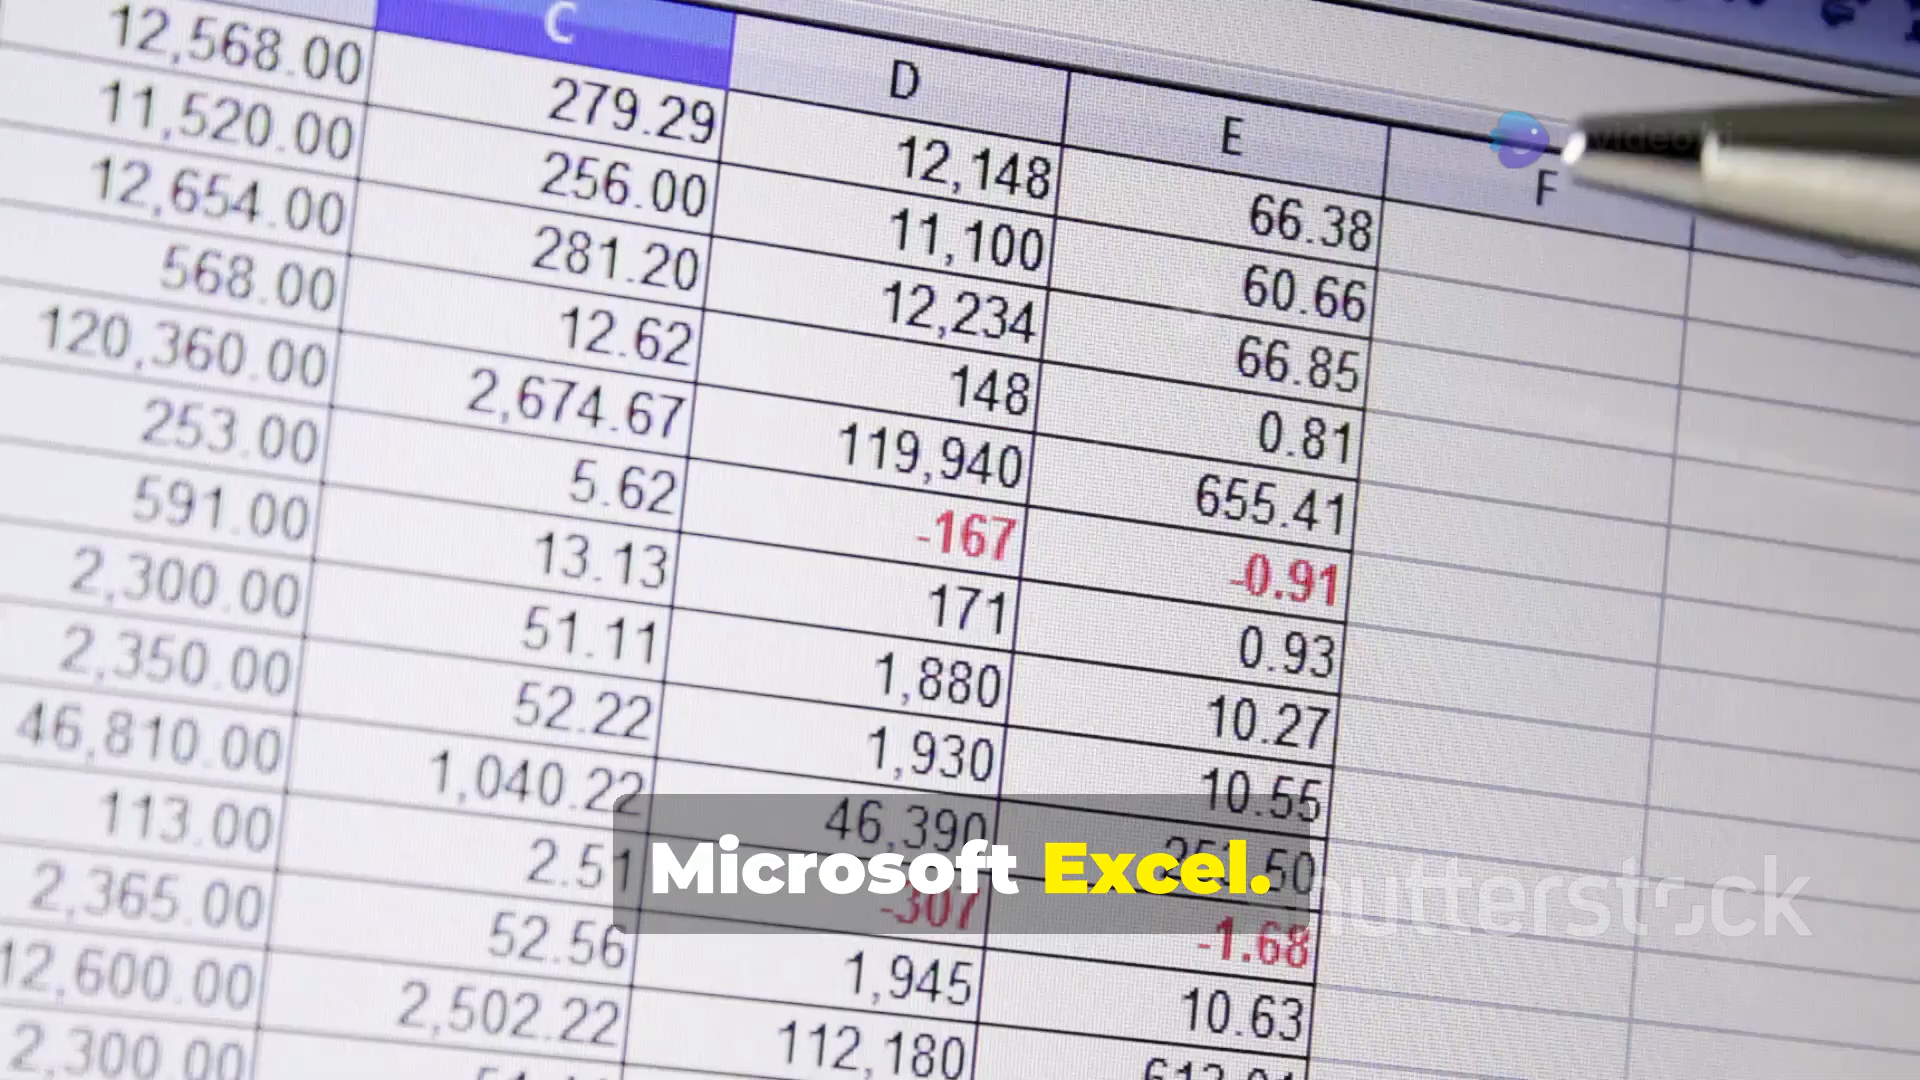 C D E F
12,568.00 279.29 12,148 66.38
11,520.00 256.00 11,100 60.66
12,654.00 281.20 12,234 66.85
568.00 12.62 148 0.81
120,360.00 2,674.67 119,940 655.41
253.00 5.62 -167 -0.91
591.00 13.13 171 0.93
2,300.00 51.11 1,880 10.27
2,350.00 52.22 1,930 10.55
46,810.00 1,040.22 46,390
113.00 2.51 -307 -1.68
2,365.00 52.56 1,945 10.63
2,502.22 112,180
2,300.00
Microsoft Excel.